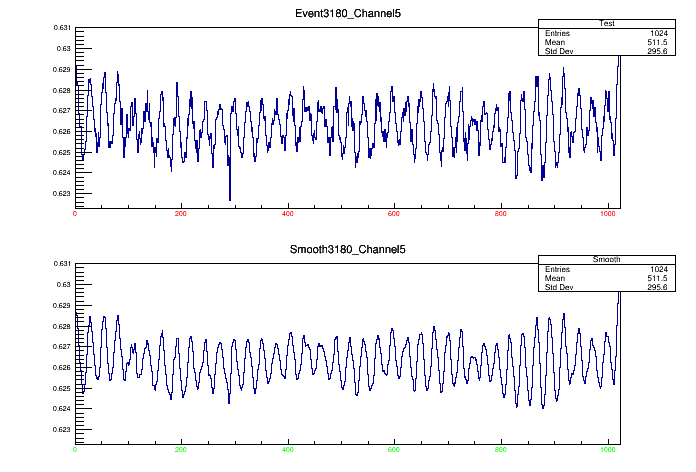 Event3180_Channel5
Test
Entries 1024
Mean 511.5
Std Dev 295.6
0.631
0.63
0.629
0.628
0.627
0.626
0.625
0.624
0.623
0 200 400 600 800 1000
Smooth3180_Channel5
Smooth
Entries 1024
Mean 511.5
Std Dev 295.6
0.631
0.63
0.629
0.628
0.627
0.626
0.625
0.624
0.623
0 200 400 600 800 1000